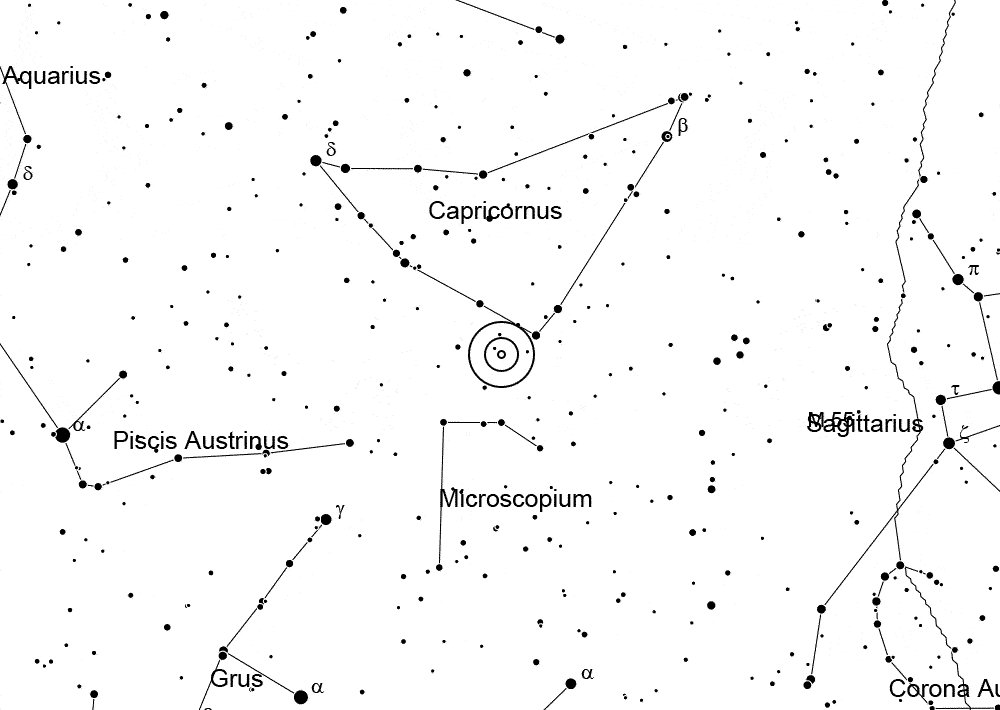 Aquarius
δ
δ
β
Capricornus
π
α
Piscis Austrinus
τ
M 55
Sagittarius
ζ
Microscopium
γ
Grus
α
α
Corona Au